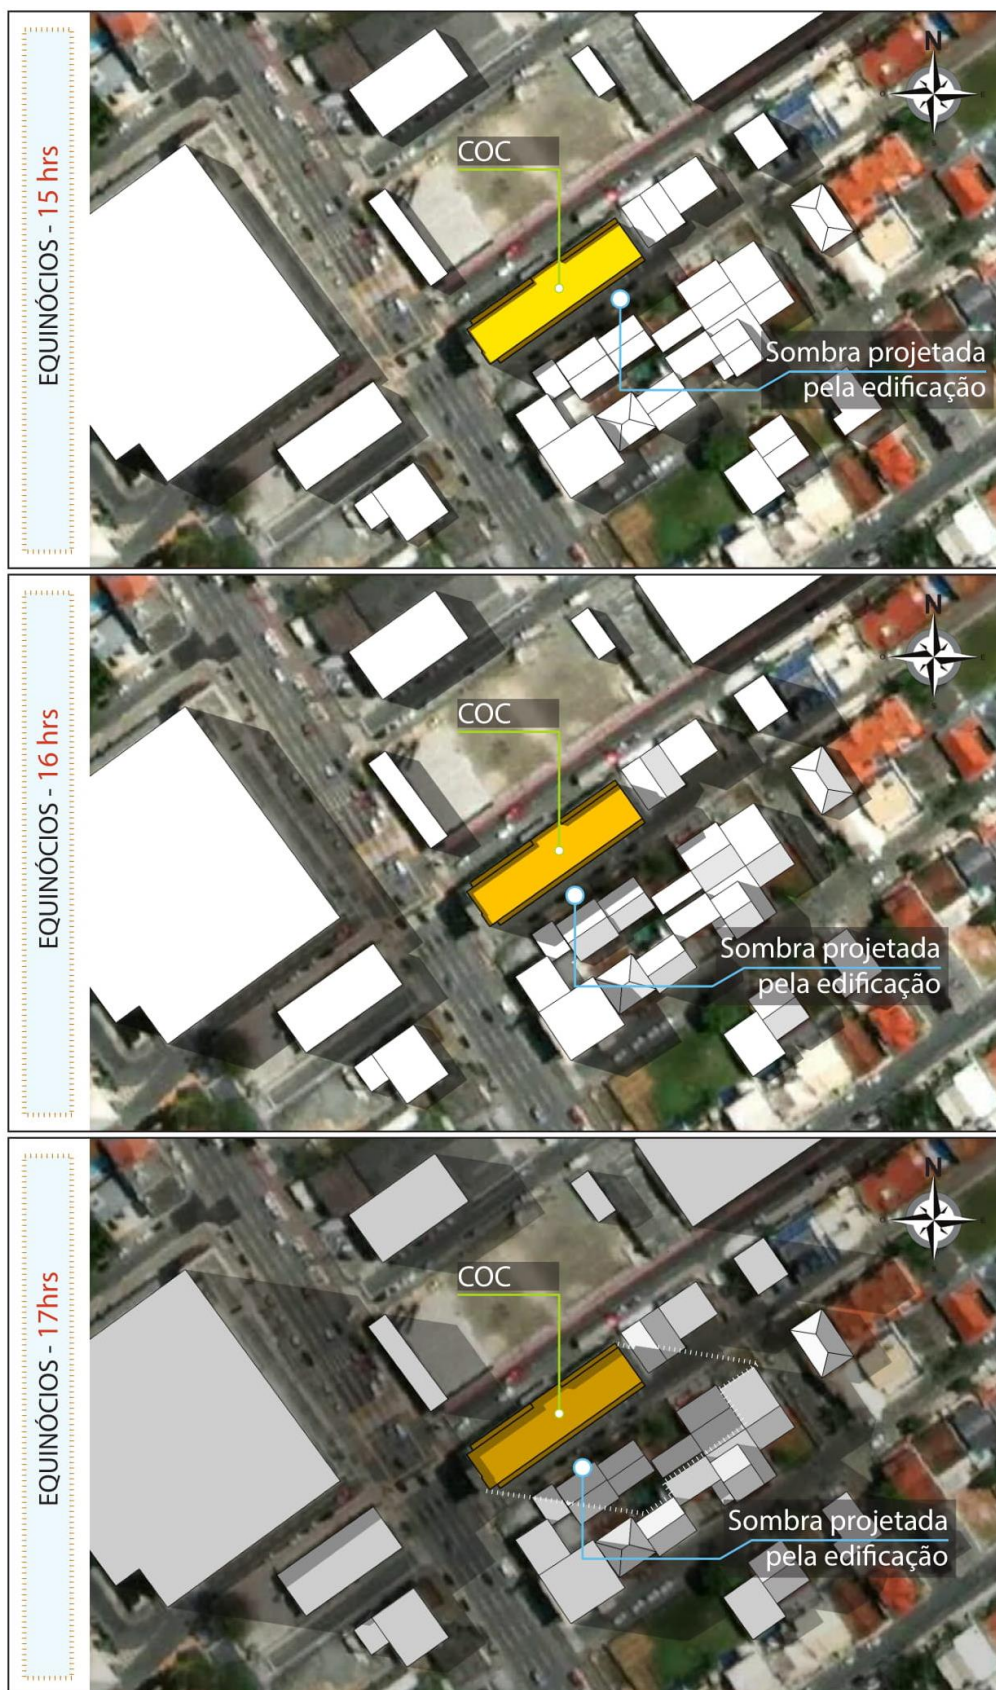 EQUINÓCIOS - 15 hrs
N
COC
Sombra projetada
pela edificação
EQUINÓCIOS - 16 hrs
N
COC
Sombra projetada
pela edificação
EQUINÓCIOS - 17hrs
N
COC
Sombra projetada
pela edificação